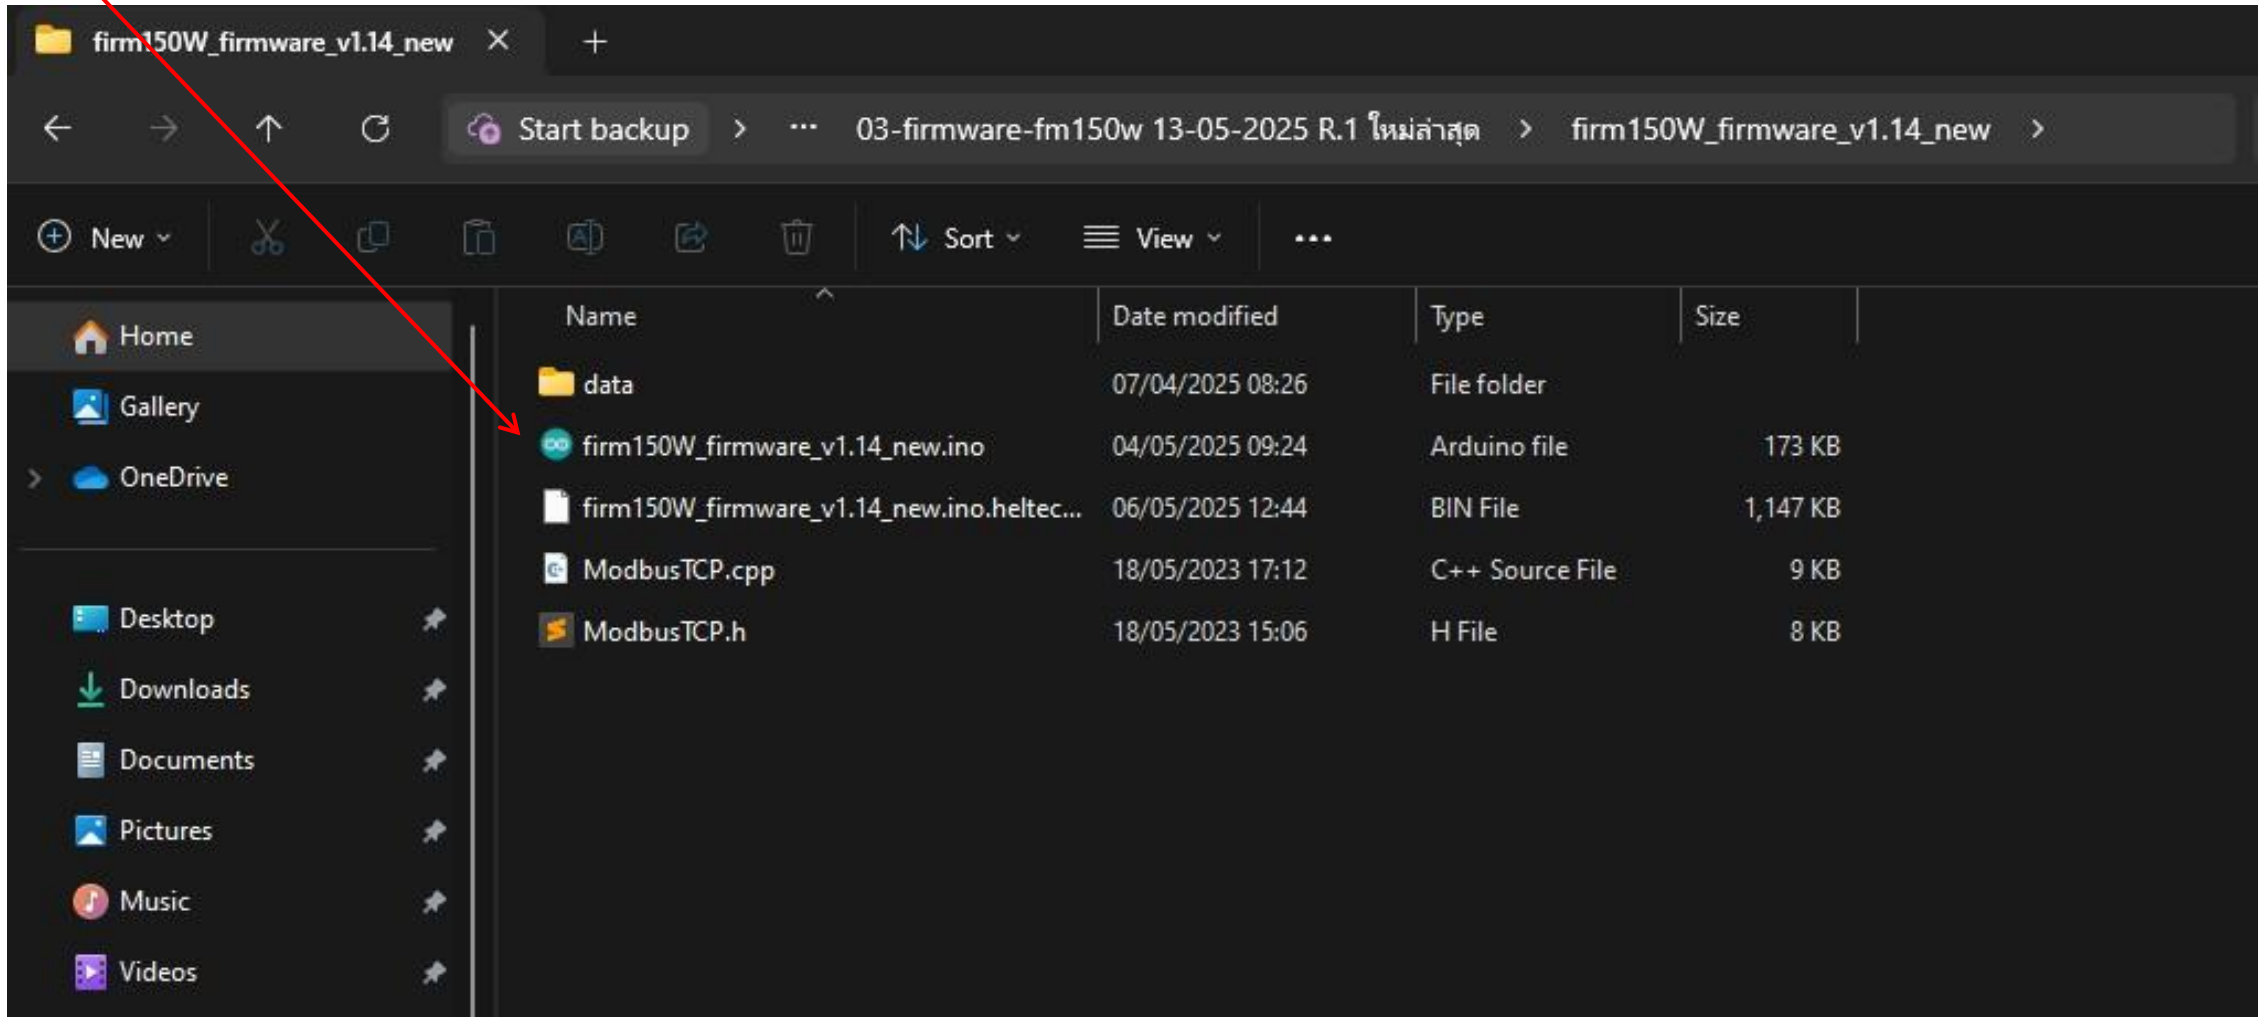 firm150W_firmware_v1.14_new
Start backup > ... 03-firmware-fm150w 13-05-2025 R.1 ใหม่ล่าสุด > firm150W_firmware_v1.14_new >
New Sort View ...
Name Date modified Type Size
Home
data 07/04/2025 08:26 File folder
Gallery
firm150W_firmware_v1.14_new.ino 04/05/2025 09:24 Arduino file 173 KB
OneDrive
firm150W_firmware_v1.14_new.ino.heltec... 06/05/2025 12:44 BIN File 1,147 KB
ModbusTCP.cpp 18/05/2023 17:12 C++ Source File 9 KB
Desktop
ModbusTCP.h 18/05/2023 15:06 H File 8 KB
Downloads
Documents
Pictures
Music
Videos